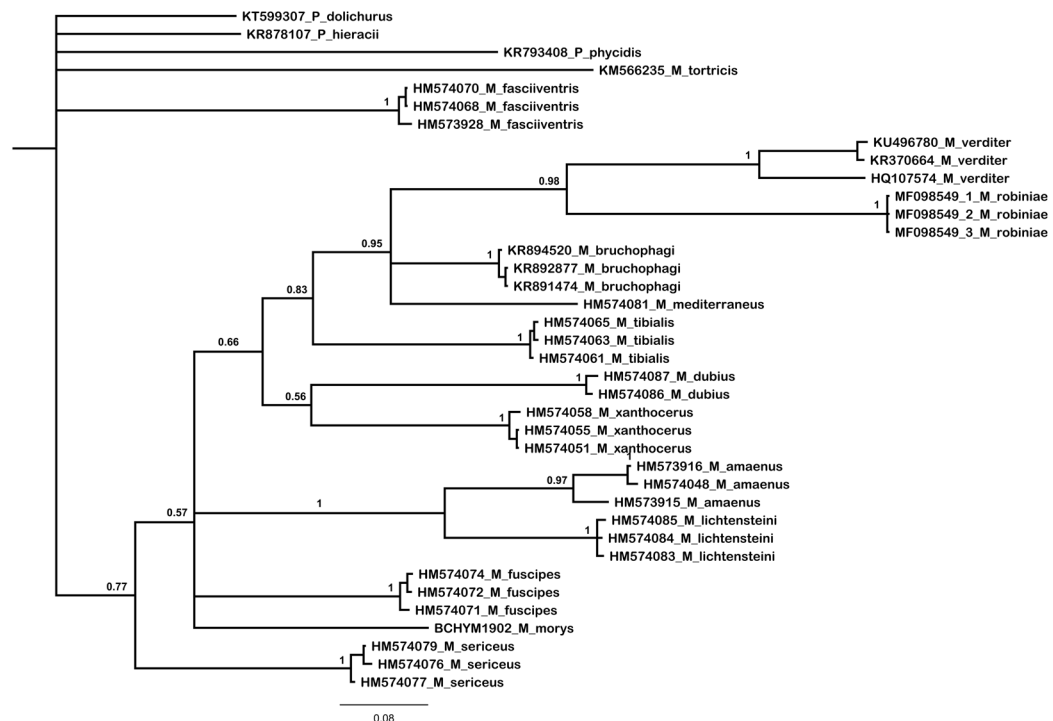 KT599307_P_dolichurus
KR878107_P_hieracii
KR793408_P_phycidis
KM566235_M_tortricis
HM574070_M_fasciiventris
1 HM574068_M_fasciiventris
HM573928_M_fasciiventris
KU496780_M_verditer
1 KR370664_M_verditer
HQ107574_M_verditer
0.98
MF098549_1_M_robiniae
1 MF098549_2_M_robiniae
MF098549_3_M_robiniae
0.95
KR894520_M_bruchophagi
1 KR892877_M_bruchophagi
KR891474_M_bruchophagi
0.83
HM574081_M_mediterraneus
HM574065_M_tibialis
1 HM574063_M_tibialis
HM574061_M_tibialis
0.66
1 HM574087_M_dubius
HM574086_M_dubius
0.56
HM574058_M_xanthocerus
1 HM574055_M_xanthocerus
HM574051_M_xanthocerus
1
HM573916_M_amaenus
0.97 HM574048_M_amaenus
HM573915_M_amaenus
1
HM574085_M_lichtensteini
1 HM574084_M_lichtensteini
HM574083_M_lichtensteini
0.57
HM574074_M_fuscipes
1 HM574072_M_fuscipes
HM574071_M_fuscipes
0.77
BCHYM1902_M_morys
HM574079_M_sericeus
1 HM574076_M_sericeus
HM574077_M_sericeus
0.08